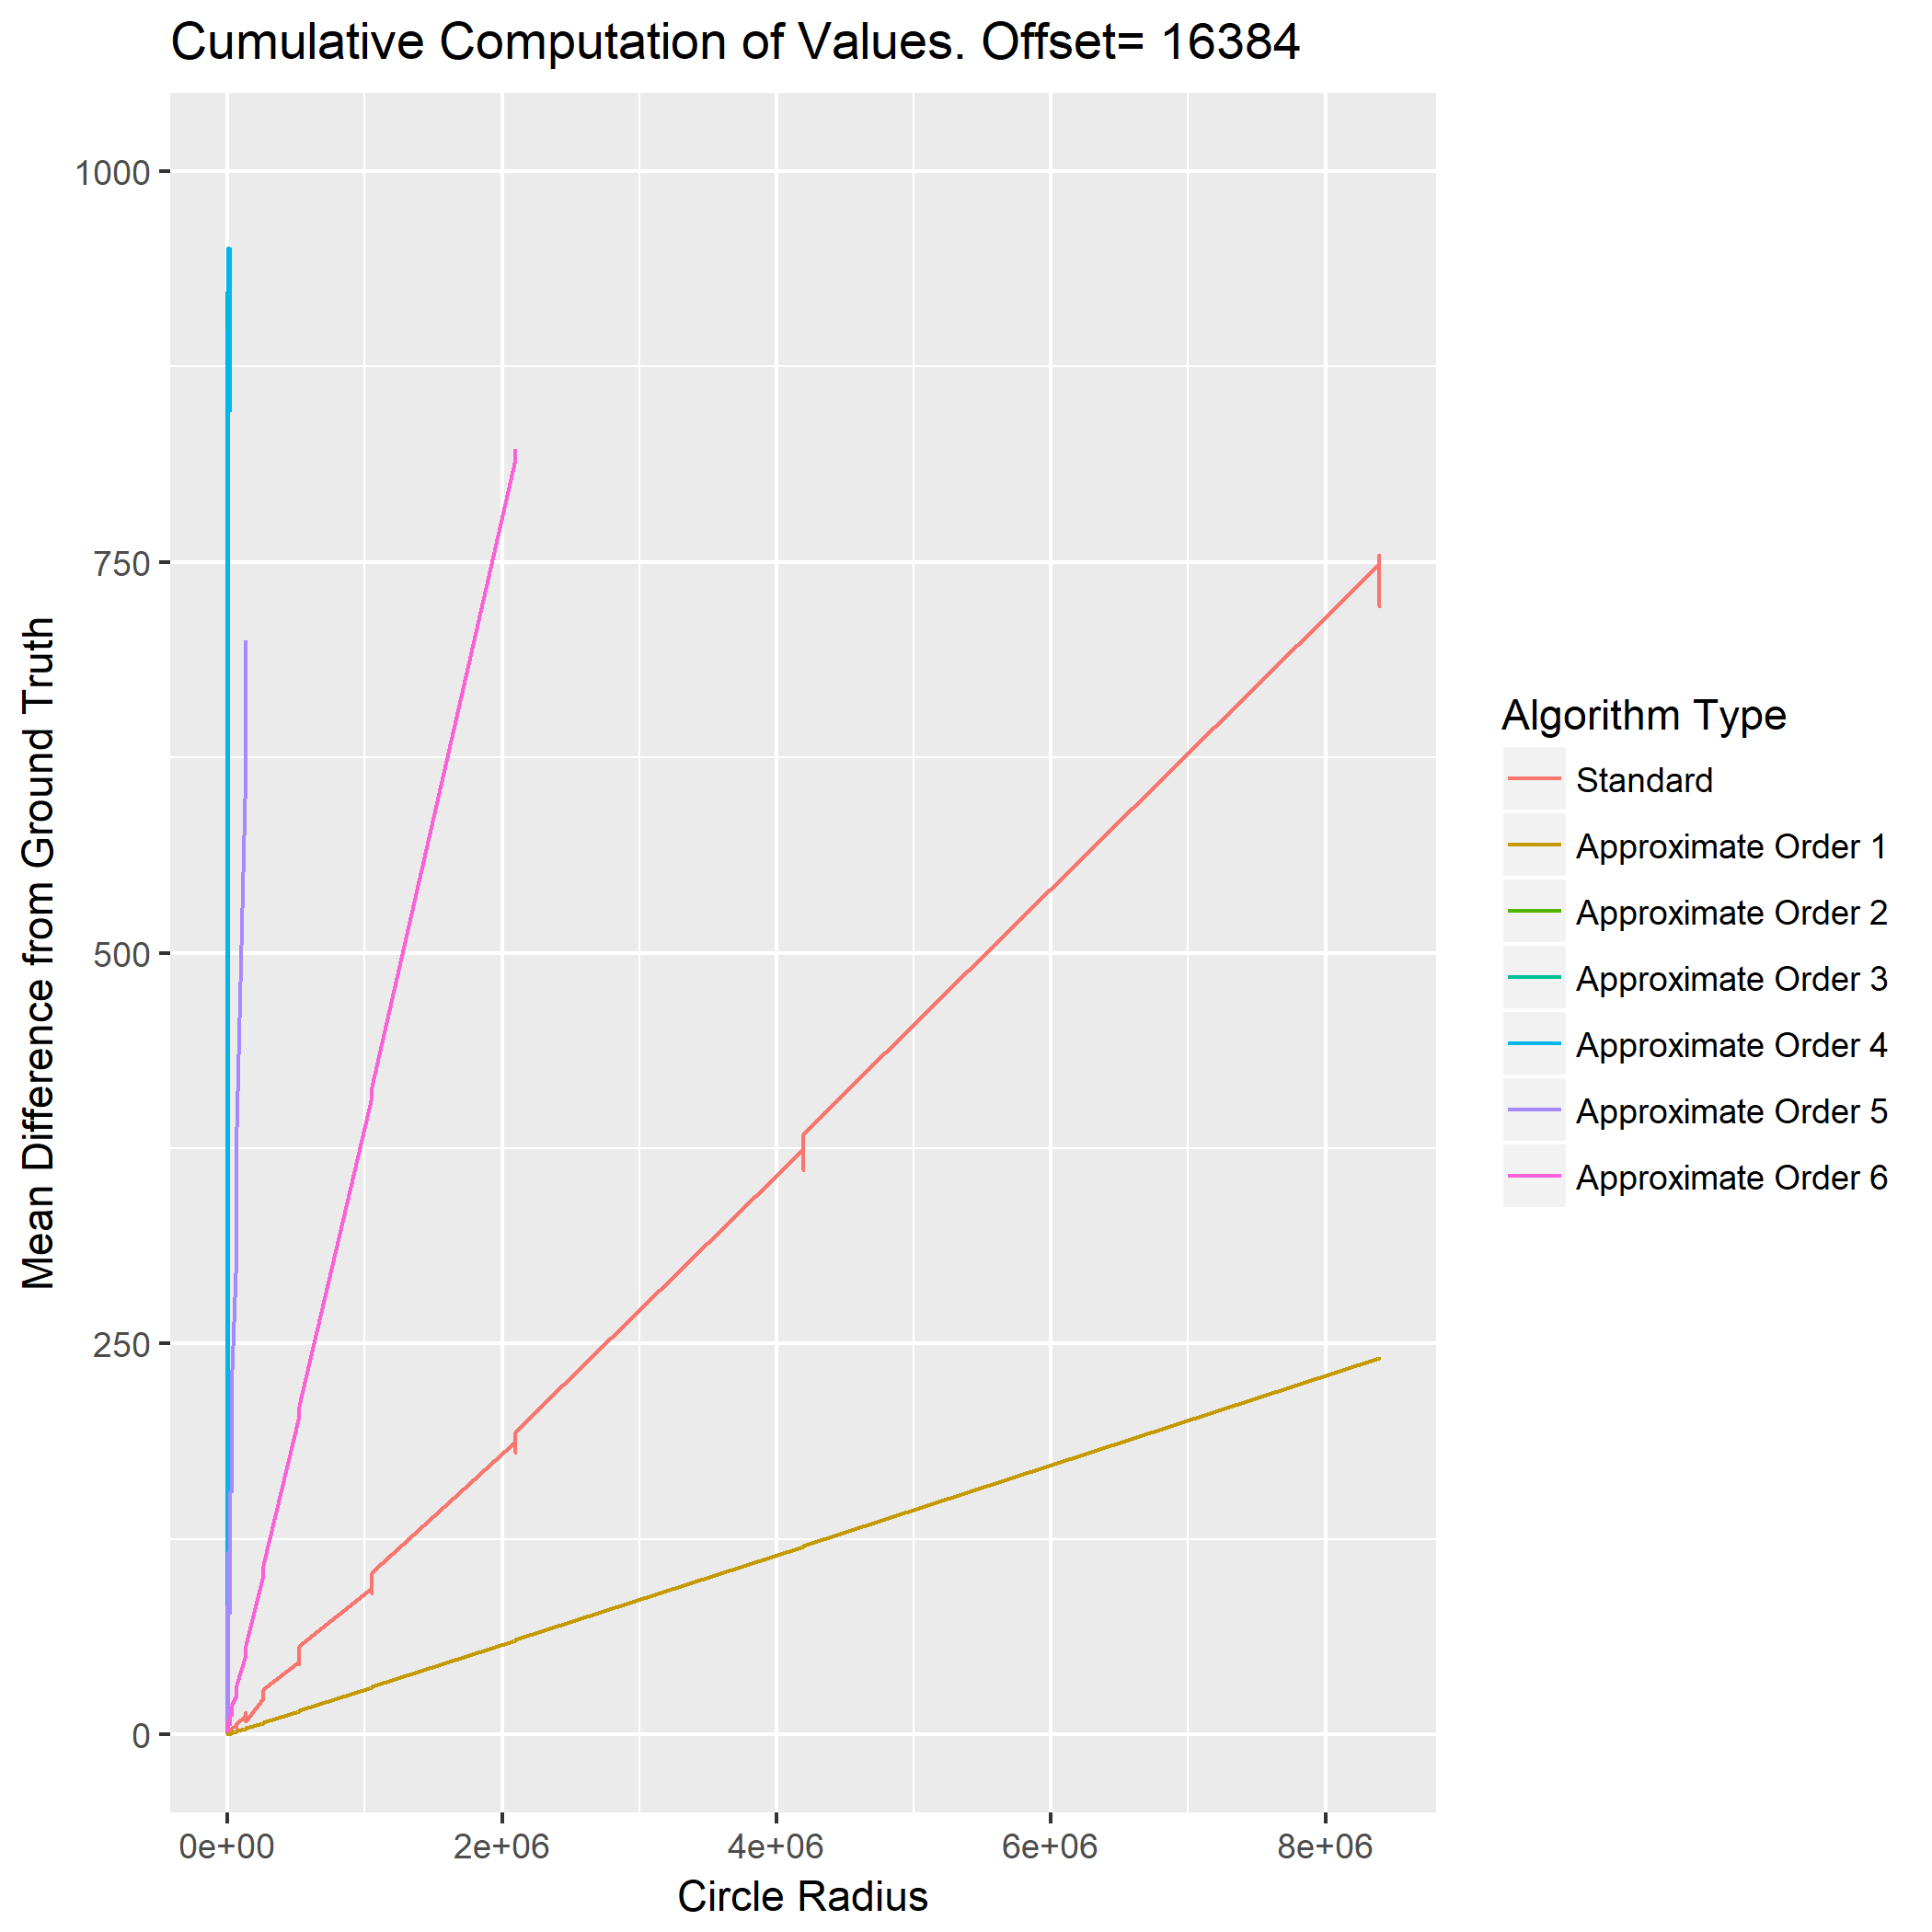 Cumulative Computation of Values. Offset= 16384
Mean Difference from Ground Truth
1000
750
500
250
0
0e+00 2e+06 4e+06 6e+06 8e+06
Circle Radius
Algorithm Type
Standard
Approximate Order 1
Approximate Order 2
Approximate Order 3
Approximate Order 4
Approximate Order 5
Approximate Order 6